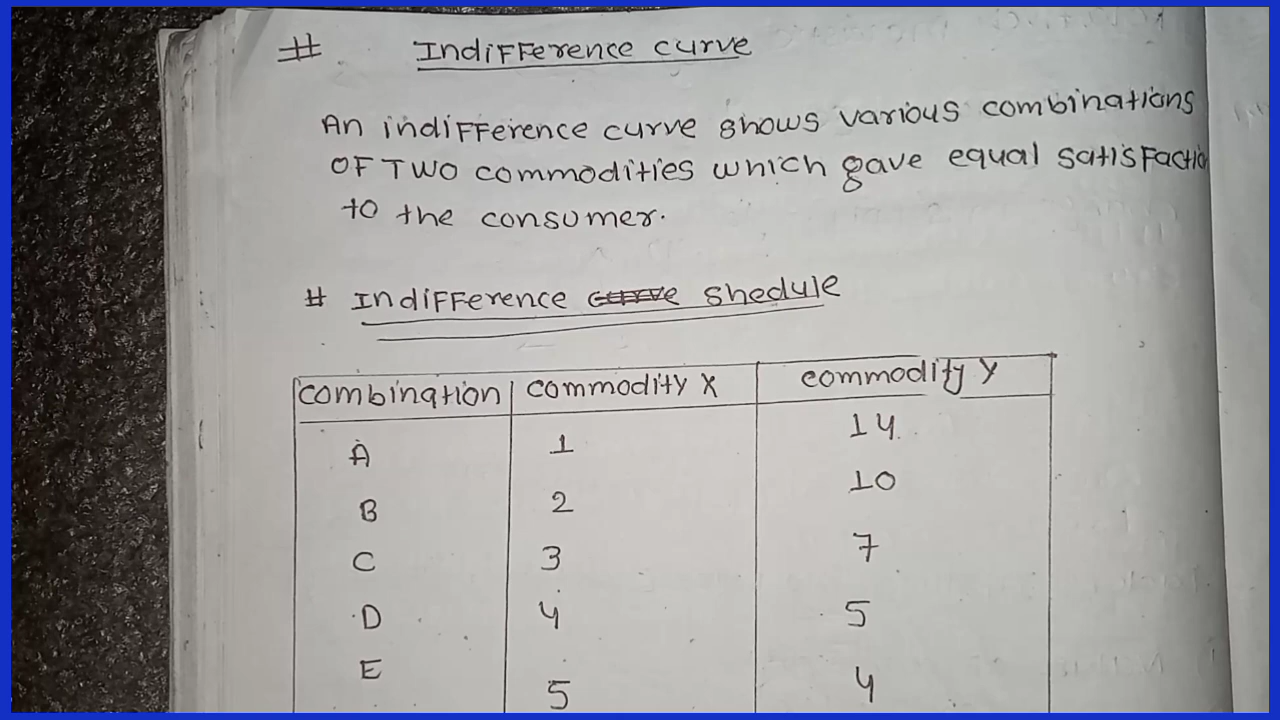 # Indifference curve
An indifference curve shows various combinations
of two commodities which gave equal satisfactio
to the consumer.
# Indifference curve shedule
combination commodity X commodity Y
A 1 14
B 2 10
C 3 7
D 4 5
E 5 4